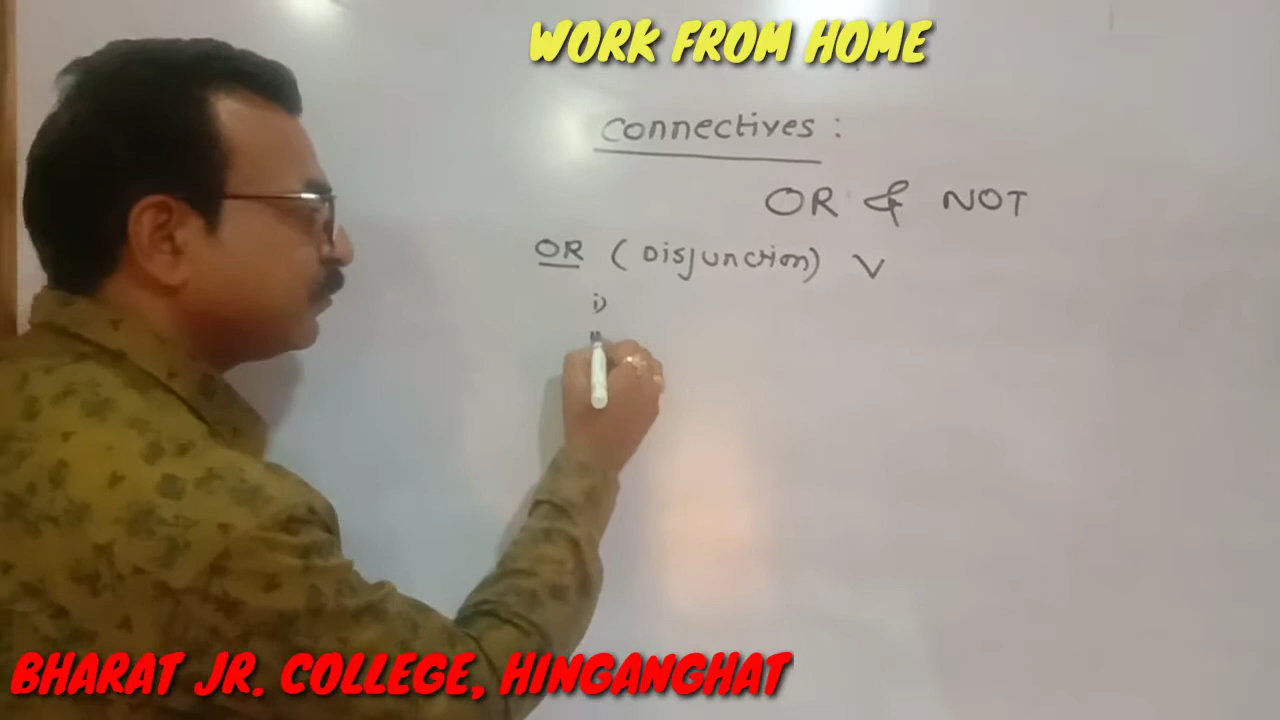 WORK FROM HOME
Connectives :
OR & NOT
OR ( Disjunction) ∨
i)
BHARAT JR. COLLEGE, HINGANGHAT